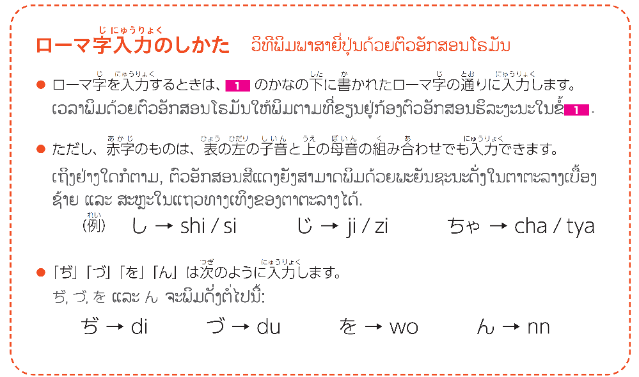 ローマ字入力のしかた ວິທີພິມພາສາຍີ່ປຸ່ນດ້ວຍຕົວອັກສອນໂຣມັນ
● ローマ字を入力するときは、1 のかなの下に書かれたローマ字の通りに入力します。
ເວລາພິມດ້ວຍຕົວອັກສອນໂຣມັນໃຫ້ພິມຕາມທີ່ຂຽນຢູ່ກ້ອງຕົວອັກສອນຮິລະງະນະໃນຂໍ້ 1 .
● ただし、赤字のものは、表の左の子音と上の母音の組み合わせでも入力できます。
ເຖິງຢ່າງໃດກໍຕາມ, ຕົວອັກສອນສີແດງຍັງສາມາດພິມດ້ວຍພະຍັນຊະນະດັ່ງໃນຕາຕະລາງເບື້ອງ
ຊ້າຍ ແລະ ສະຫຼະໃນແຖວທາງເທິງຂອງຕາຕະລາງໄດ້.
(例) し → shi / si じ → ji / zi ちゃ → cha / tya
● 「ぢ」「づ」「を」「ん」は次のように入力します。
ぢ, づ, を ແລະ ん ຈະພິມດັ່ງຕໍ່ໄປນີ້:
ぢ → di づ → du を → wo ん → nn